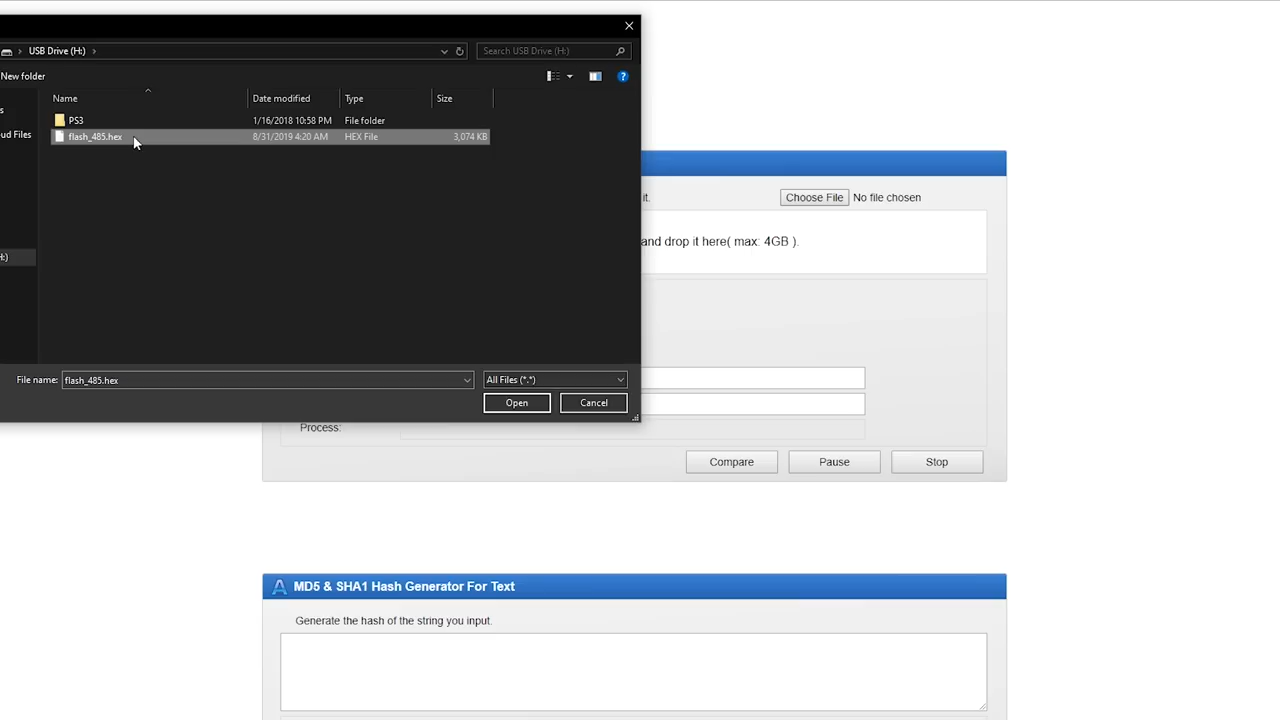 USB Drive (H:)
Search USB Drive (H:)
New folder
Name
Date modified
Type
Size
PS3
1/16/2018 10:58 PM
File folder
flash_485.hex
8/31/2019 4:20 AM
HEX File
3,074 KB
s
oud Files
H:)
File name:
flash_485.hex
All Files (*.*)
Open
Cancel
it.
Choose File
No file chosen
and drop it here( max: 4GB ).
Process:
Compare
Pause
Stop
A MD5 & SHA1 Hash Generator For Text
Generate the hash of the string you input.